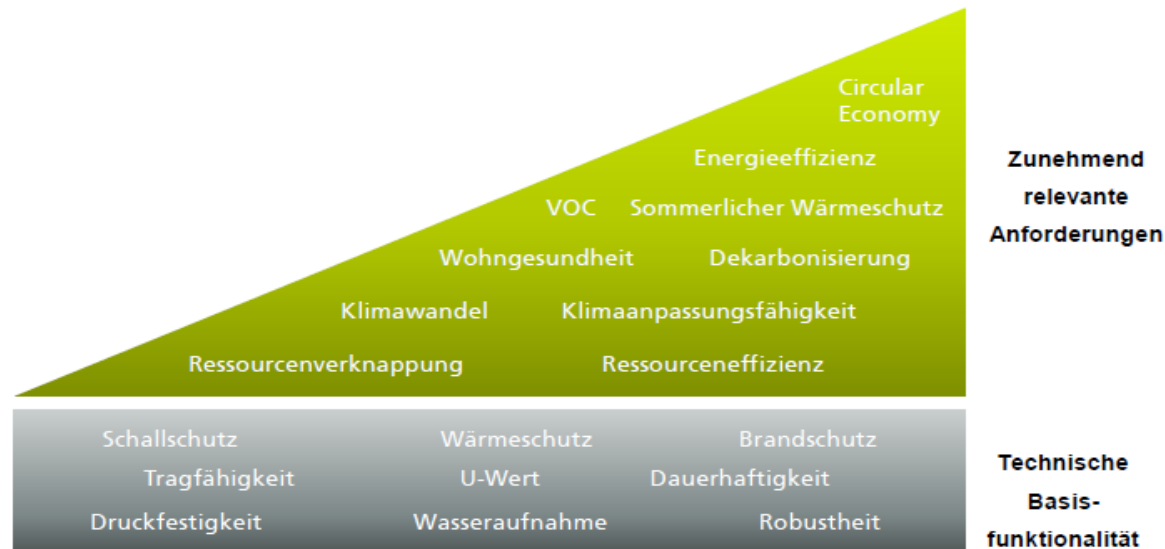 Circular
Economy
Energieeffizienz
VOC Sommerlicher Wärmeschutz
Wohngesundheit Dekarbonisierung
Klimawandel Klimaanpassungsfähigkeit
Ressourcenverknappung Ressourceneffizienz
Zunehmend
relevante
Anforderungen
Schallschutz Wärmeschutz Brandschutz
Tragfähigkeit U-Wert Dauerhaftigkeit
Druckfestigkeit Wasseraufnahme Robustheit
Technische
Basis-
funktionalität